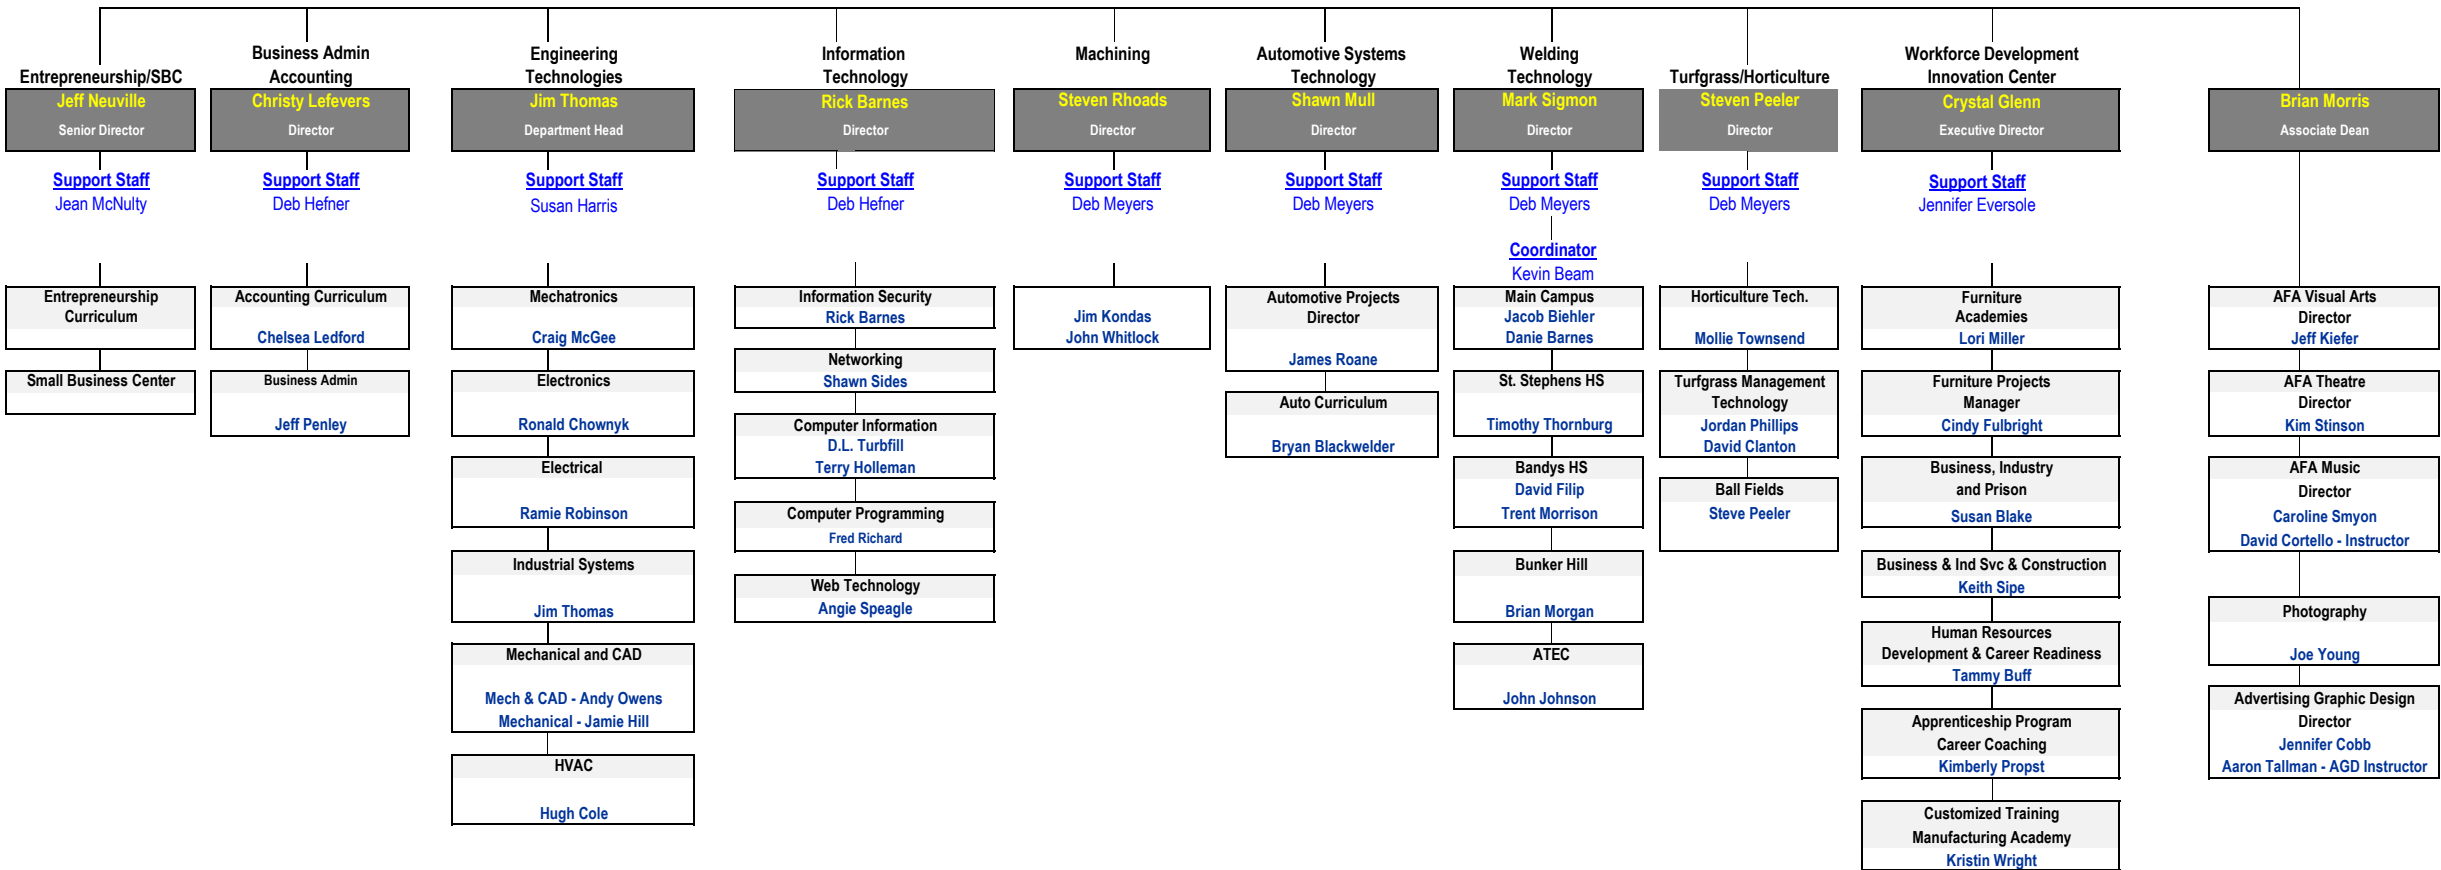 Entrepreneurship/SBC
Jeff Neuville
Senior Director
Support Staff
Jean McNulty
Entrepreneurship
Curriculum
Small Business Center
Business Admin
Accounting
Christy Lefevers
Director
Support Staff
Deb Hefner
Accounting Curriculum
Chelsea Ledford
Business Admin
Jeff Penley
Engineering
Technologies
Jim Thomas
Department Head
Support Staff
Susan Harris
Mechatronics
Craig McGee
Electronics
Ronald Chownyk
Electrical
Ramie Robinson
Industrial Systems
Jim Thomas
Mechanical and CAD
Mech & CAD - Andy Owens
Mechanical - Jamie Hill
HVAC
Hugh Cole
Information
Technology
Rick Barnes
Director
Support Staff
Deb Hefner
Information Security
Rick Barnes
Networking
Shawn Sides
Computer Information
D.L. Turbfill
Terry Holleman
Computer Programming
Fred Richard
Web Technology
Angie Speagle
Machining
Steven Rhoads
Director
Support Staff
Deb Meyers
Jim Kondas
John Whitlock
Automotive Systems
Technology
Shawn Mull
Director
Support Staff
Deb Meyers
Automotive Projects
Director
James Roane
Auto Curriculum
Bryan Blackwelder
Welding
Technology
Mark Sigmon
Director
Support Staff
Deb Meyers
Coordinator
Kevin Beam
Main Campus
Jacob Biehler
Danie Barnes
St. Stephens HS
Timothy Thornburg
Bandys HS
David Filip
Trent Morrison
Bunker Hill
Brian Morgan
ATEC
John Johnson
Turfgrass/Horticulture
Steven Peeler
Director
Support Staff
Deb Meyers
Horticulture Tech.
Mollie Townsend
Turfgrass Management
Technology
Jordan Phillips
David Clanton
Ball Fields
Steve Peeler
Workforce Development
Innovation Center
Crystal Glenn
Executive Director
Support Staff
Jennifer Eversole
Furniture
Academies
Lori Miller
Furniture Projects
Manager
Cindy Fulbright
Business, Industry
and Prison
Susan Blake
Business & Ind Svc & Construction
Keith Sipe
Human Resources
Development & Career Readiness
Tammy Buff
Apprenticeship Program
Career Coaching
Kimberly Propst
Customized Training
Manufacturing Academy
Kristin Wright
Brian Morris
Associate Dean
AFA Visual Arts
Director
Jeff Kiefer
AFA Theatre
Director
Kim Stinson
AFA Music
Director
Caroline Smyon
David Cortello - Instructor
Photography
Joe Young
Advertising Graphic Design
Director
Jennifer Cobb
Aaron Tallman - AGD Instructor